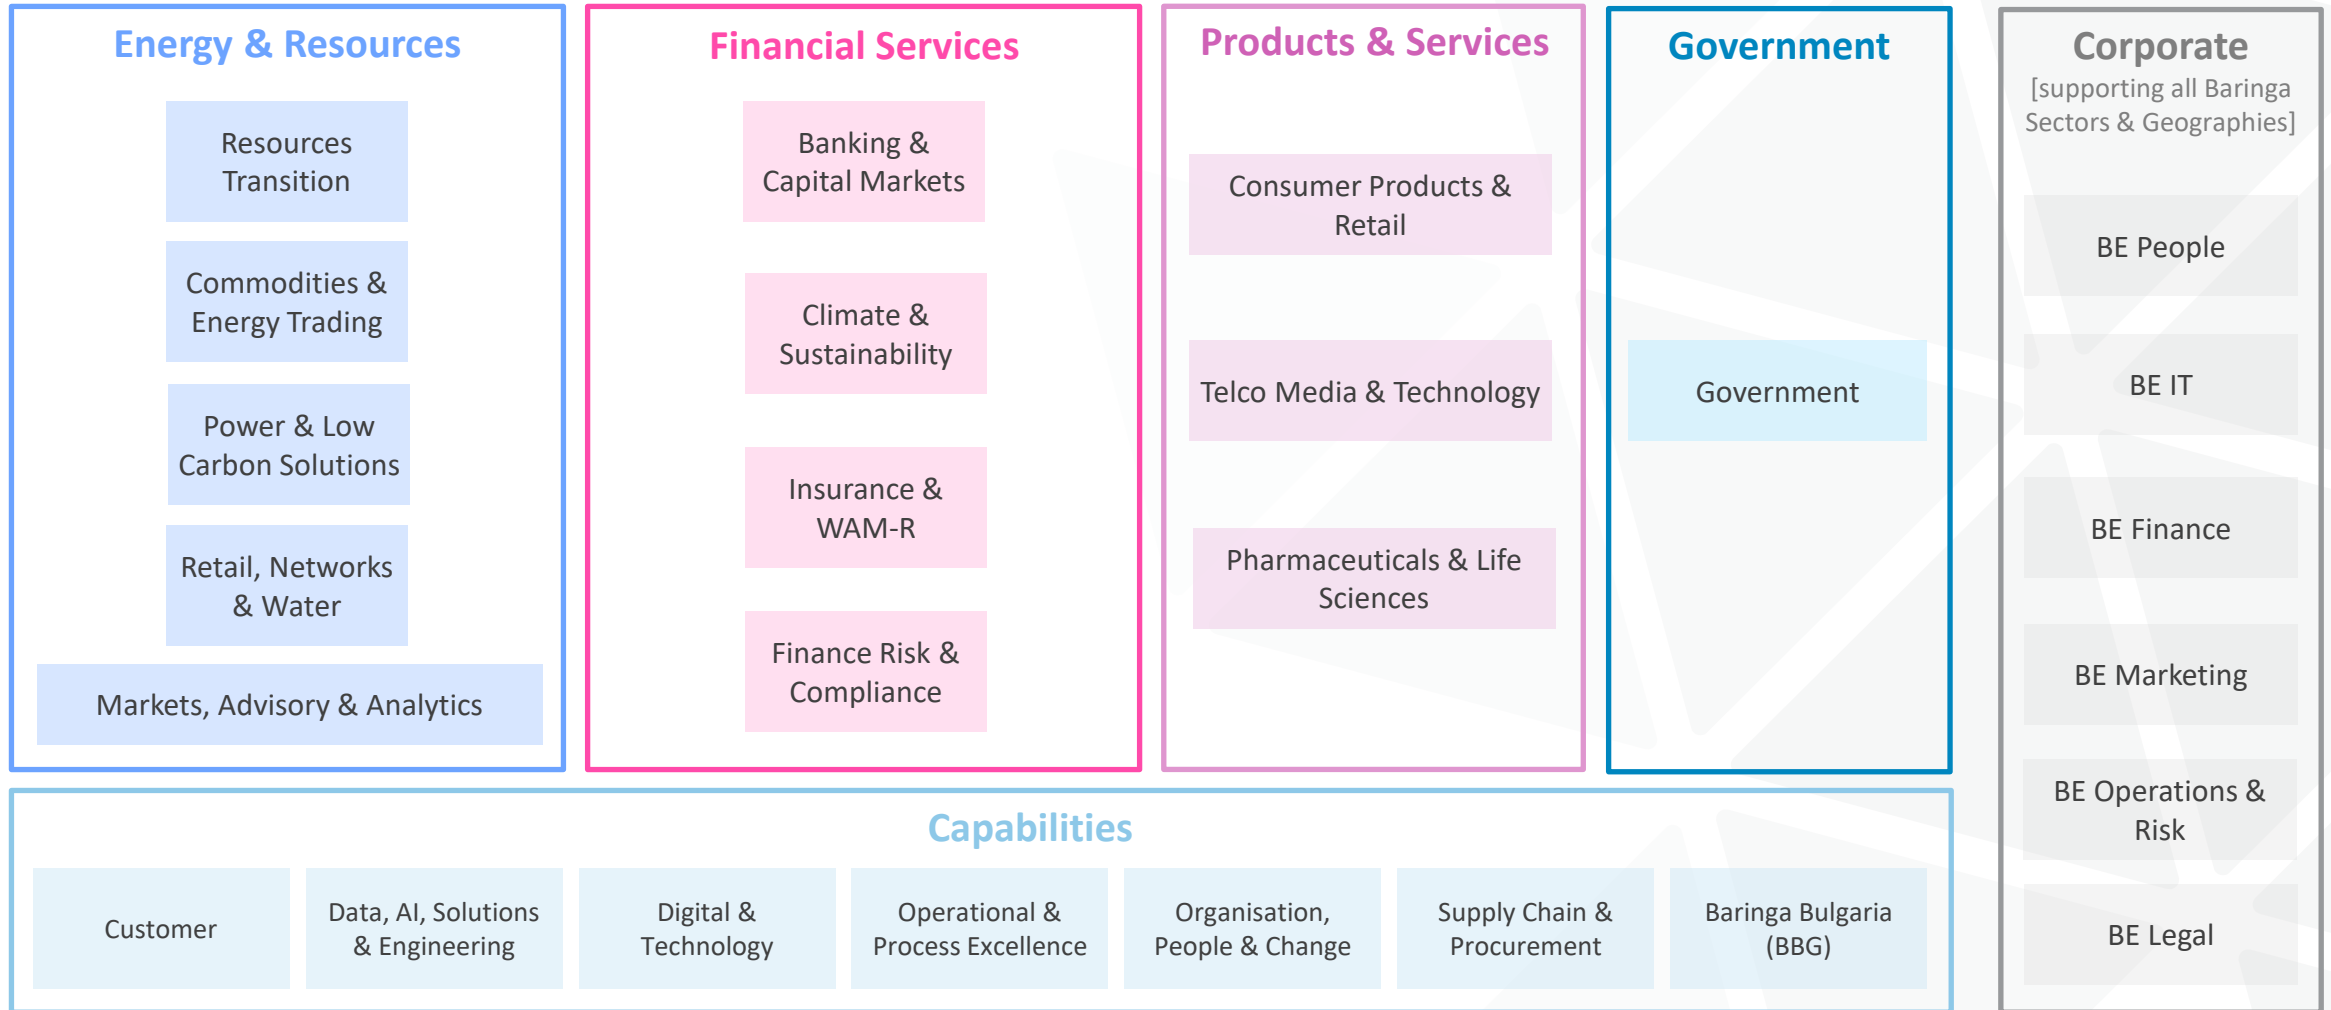 Energy & Resources
Resources
Transition
Commodities &
Energy Trading
Power & Low
Carbon Solutions
Retail, Networks
& Water
Markets, Advisory & Analytics
Financial Services
Banking &
Capital Markets
Climate &
Sustainability
Insurance &
WAM-R
Finance Risk &
Compliance
Products & Services
Consumer Products &
Retail
Telco Media & Technology
Pharmaceuticals & Life
Sciences
Government
Government
Corporate
[supporting all Baringa
Sectors & Geographies]
BE People
BE IT
BE Finance
BE Marketing
BE Operations &
Risk
BE Legal
Capabilities
Customer
Data, AI, Solutions
& Engineering
Digital &
Technology
Operational &
Process Excellence
Organisation,
People & Change
Supply Chain &
Procurement
Baringa Bulgaria
(BBG)